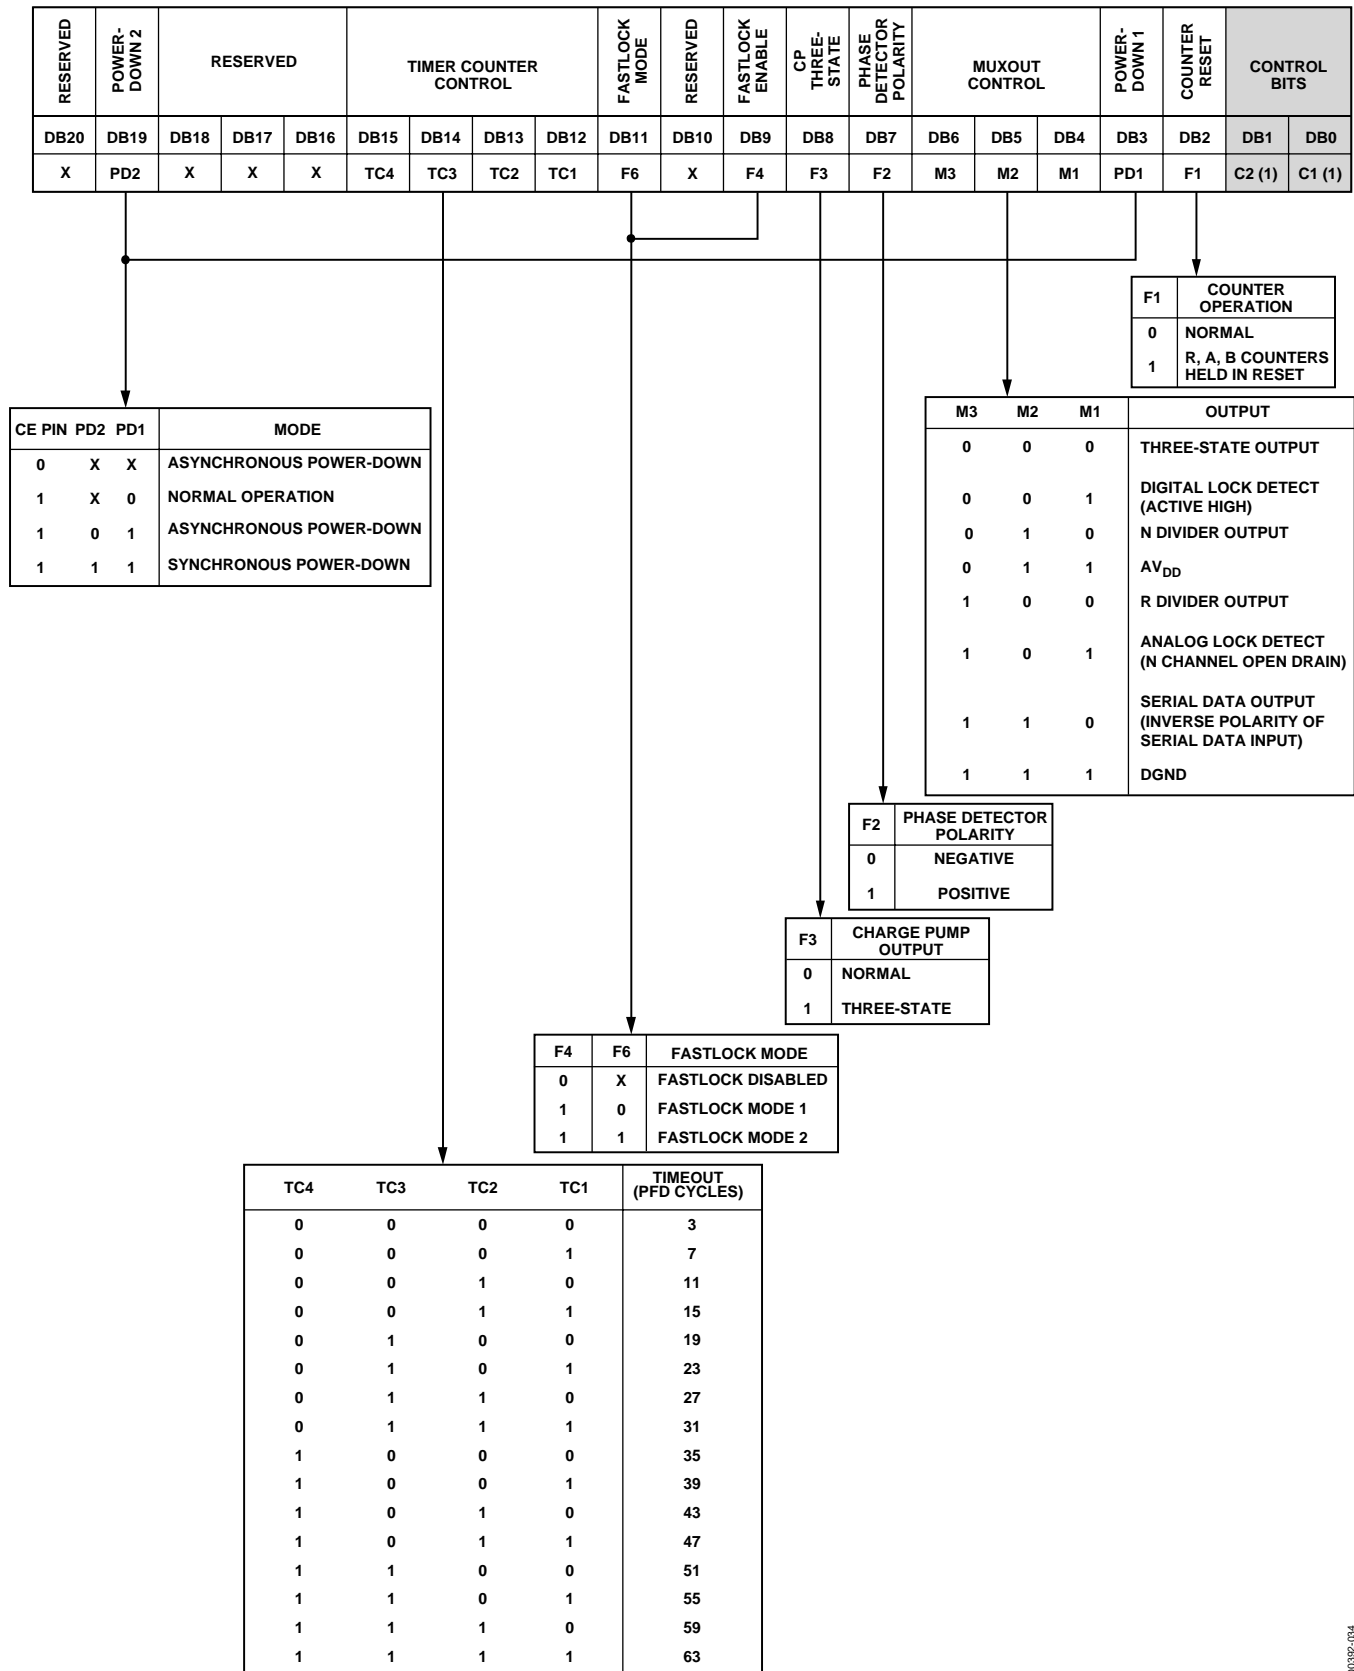 RESERVED POWER-DOWN 2 RESERVED TIMER COUNTER CONTROL FASTLOCK MODE RESERVED FASTLOCK ENABLE CP THREE-STATE PHASE DETECTOR POLARITY MUXOUT CONTROL POWER-DOWN 1 COUNTER RESET CONTROL BITS
DB20 DB19 DB18 DB17 DB16 DB15 DB14 DB13 DB12 DB11 DB10 DB9 DB8 DB7 DB6 DB5 DB4 DB3 DB2 DB1 DB0
X PD2 X X X TC4 TC3 TC2 TC1 F6 X F4 F3 F2 M3 M2 M1 PD1 F1 C2 (1) C1 (1)
F1 COUNTER OPERATION
0 NORMAL
1 R, A, B COUNTERS
HELD IN RESET
CE PIN PD2 PD1 MODE
0 X X ASYNCHRONOUS POWER-DOWN
1 X 0 NORMAL OPERATION
1 0 1 ASYNCHRONOUS POWER-DOWN
1 1 1 SYNCHRONOUS POWER-DOWN
M3 M2 M1 OUTPUT
0 0 0 THREE-STATE OUTPUT
0 0 1 DIGITAL LOCK DETECT
(ACTIVE HIGH)
0 1 0 N DIVIDER OUTPUT
0 1 1 AVDD
1 0 0 R DIVIDER OUTPUT
1 0 1 ANALOG LOCK DETECT
(N CHANNEL OPEN DRAIN)
1 1 0 SERIAL DATA OUTPUT
(INVERSE POLARITY OF
SERIAL DATA INPUT)
1 1 1 DGND
F2 PHASE DETECTOR
POLARITY
0 NEGATIVE
1 POSITIVE
F3 CHARGE PUMP
OUTPUT
0 NORMAL
1 THREE-STATE
F4 F6 FASTLOCK MODE
0 X FASTLOCK DISABLED
1 0 FASTLOCK MODE 1
1 1 FASTLOCK MODE 2
TC4 TC3 TC2 TC1 TIMEOUT
(PFD CYCLES)
0 0 0 0 3
0 0 0 1 7
0 0 1 0 11
0 0 1 1 15
0 1 0 0 19
0 1 0 1 23
0 1 1 0 27
0 1 1 1 31
1 0 0 0 35
1 0 0 1 39
1 0 1 0 43
1 0 1 1 47
1 1 0 0 51
1 1 0 1 55
1 1 1 0 59
1 1 1 1 63